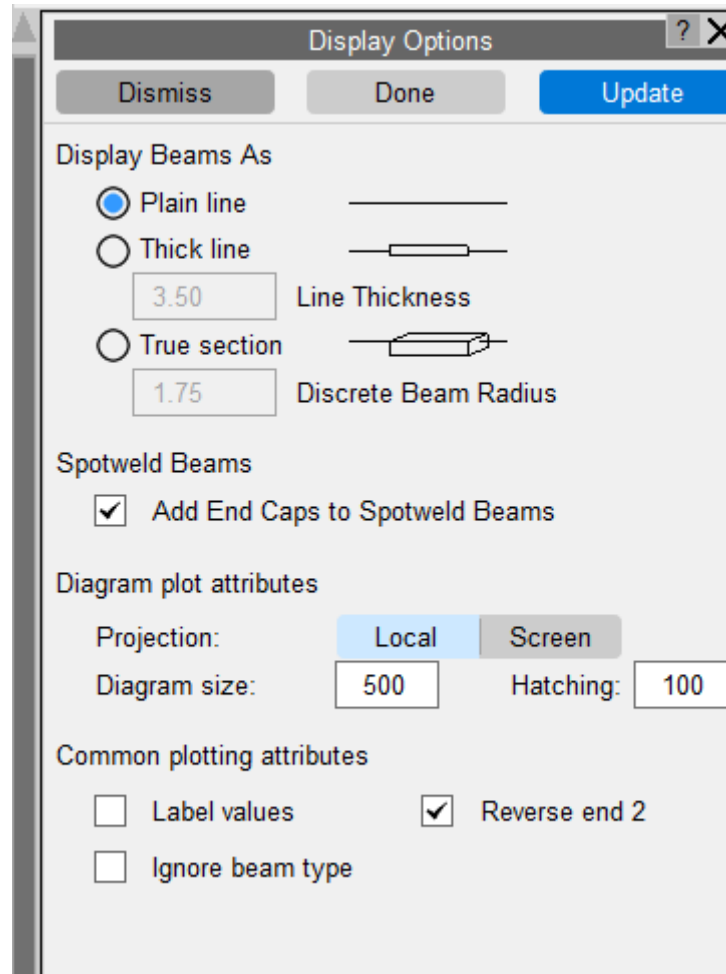 Display Options ?
Dismiss Done Update
Display Beams As
Plain line
Thick line
3.50 Line Thickness
True section
1.75 Discrete Beam Radius
Spotweld Beams
Add End Caps to Spotweld Beams
Diagram plot attributes
Projection: Local Screen
Diagram size: 500 Hatching: 100
Common plotting attributes
Label values Reverse end 2
Ignore beam type